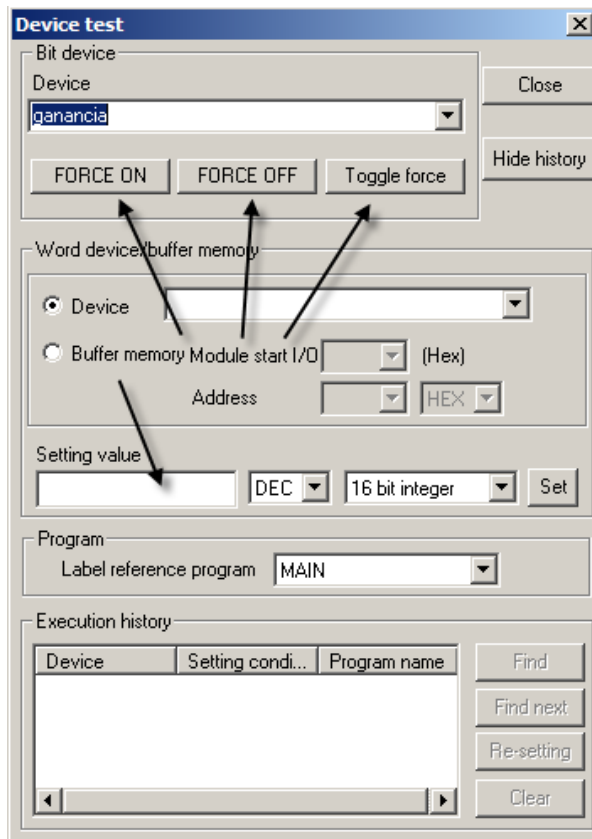 Device test
Bit device
Device
Close
ganancia
Hide history
FORCE ON FORCE OFF Toggle force
Word device/buffer memory
Device
Buffer memory Module start I/O (Hex)
Address HEX
Setting value
DEC 16 bit integer Set
Program
Label reference program MAIN
Execution history
Device Setting condi... Program name Find
Find next
Re-setting
Clear